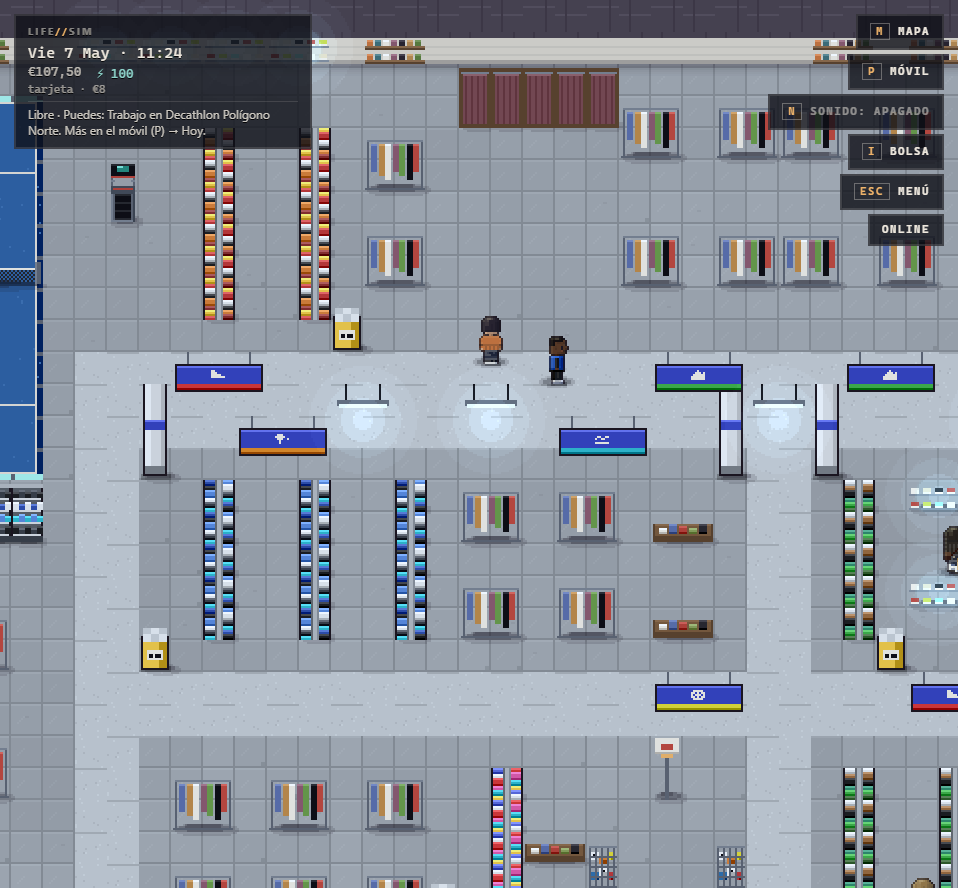 LIFE//SIM
Vie 7 May · 11:24
€107,50 ⚡ 100
tarjeta · €8
Libre · Puedes: Trabajo en Decathlon Polígono
Norte. Más en el móvil (P) → Hoy.
M MAPA
P MÓVIL
N SONIDO: APAGADO
I BOLSA
ESC MENÚ
ONLINE